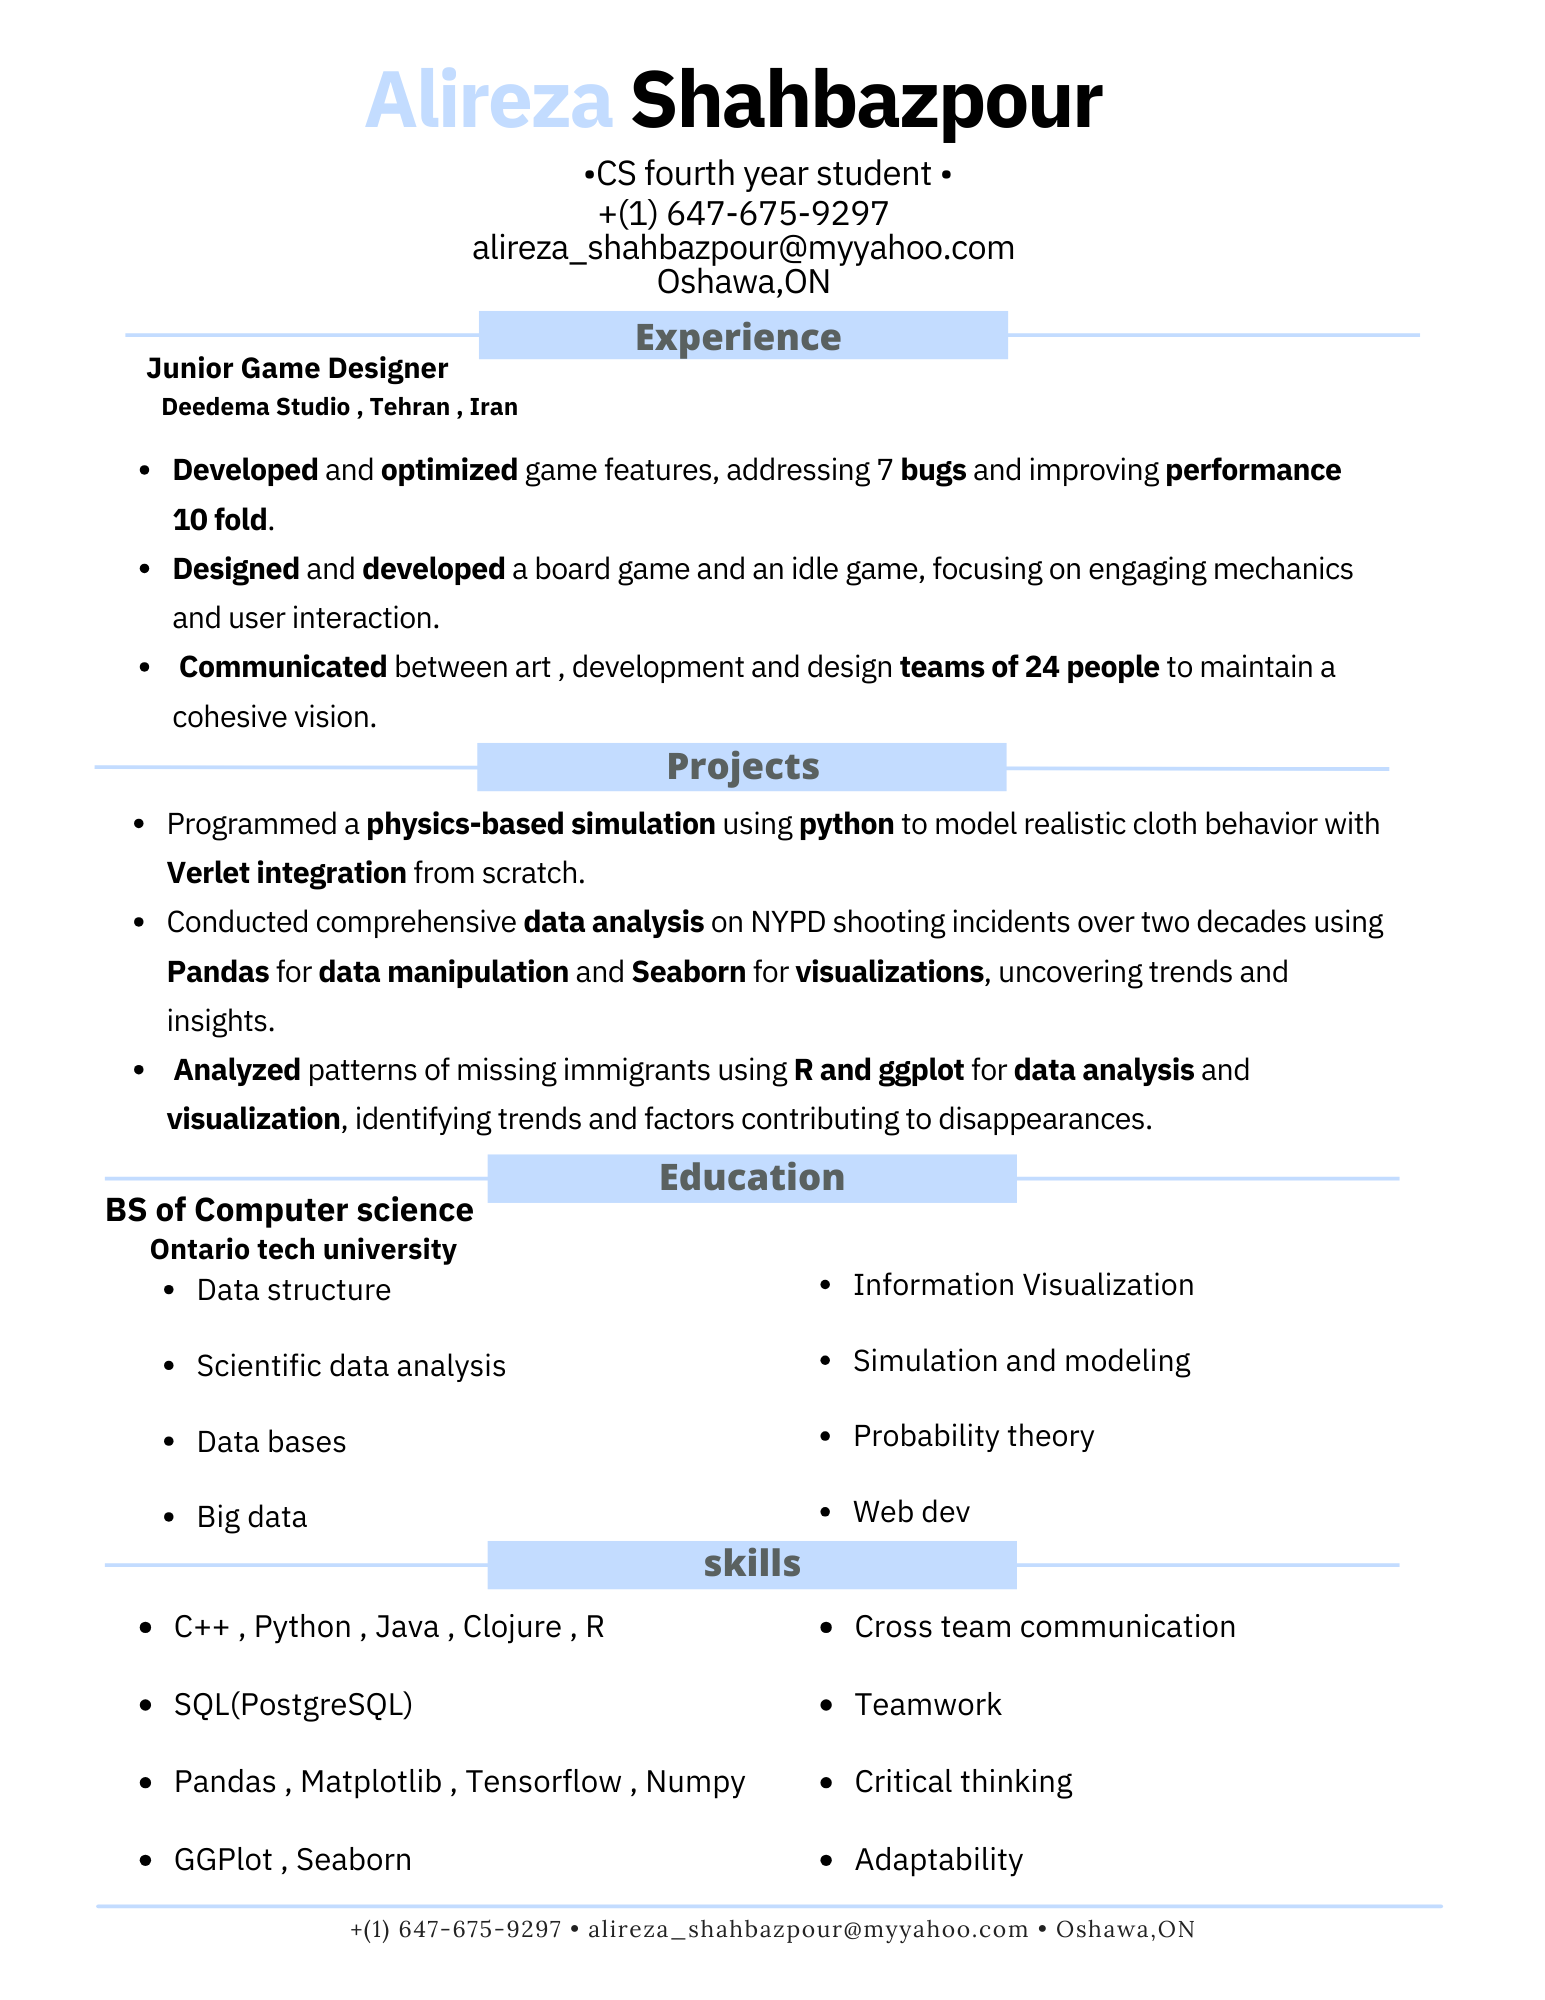 Alireza Shahbazpour
•CS fourth year student •
+(1) 647-675-9297
alireza_shahbazpour@myyahoo.com
Oshawa,ON
Experience
Junior Game Designer
Deedema Studio , Tehran , Iran
• Developed and optimized game features, addressing 7 bugs and improving performance
10 fold.
• Designed and developed a board game and an idle game, focusing on engaging mechanics
and user interaction.
• Communicated between art , development and design teams of 24 people to maintain a
cohesive vision.
Projects
• Programmed a physics-based simulation using python to model realistic cloth behavior with
Verlet integration from scratch.
• Conducted comprehensive data analysis on NYPD shooting incidents over two decades using
Pandas for data manipulation and Seaborn for visualizations, uncovering trends and
insights.
• Analyzed patterns of missing immigrants using R and ggplot for data analysis and
visualization, identifying trends and factors contributing to disappearances.
Education
BS of Computer science
Ontario tech university
• Data structure
• Scientific data analysis
• Data bases
• Big data
• Information Visualization
• Simulation and modeling
• Probability theory
• Web dev
skills
• C++ , Python , Java , Clojure , R
• SQL(PostgreSQL)
• Pandas , Matplotlib , Tensorflow , Numpy
• GGPlot , Seaborn
• Cross team communication
• Teamwork
• Critical thinking
• Adaptability
+(1) 647-675-9297 • alireza_shahbazpour@myyahoo.com • Oshawa,ON